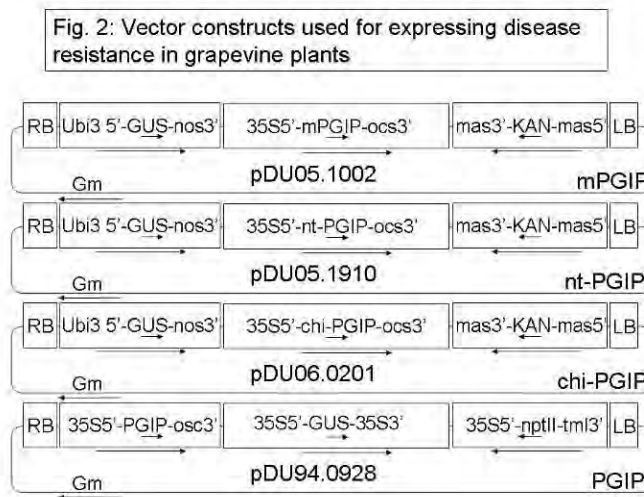 Fig. 2: Vector constructs used for expressing disease
resistance in grapevine plants
RB Ubi3 5'-GUS-nos3' 35S5'-mPGIP-ocs3' mas3'-KAN-mas5' LB
Gm pDU05.1002 mPGIP
RB Ubi3 5'-GUS-nos3' 35S5'-nt-PGIP-ocs3' mas3'-KAN-mas5' LB
Gm pDU05.1910 nt-PGIP
RB Ubi3 5'-GUS-nos3' 35S5'-chi-PGIP-ocs3' mas3'-KAN-mas5' LB
Gm pDU06.0201 chi-PGIP
RB 35S5'-PGIP-osc3' 35S5'-GUS-35S3' 35S5'-nptII-tml3' LB
Gm pDU94.0928 PGIP